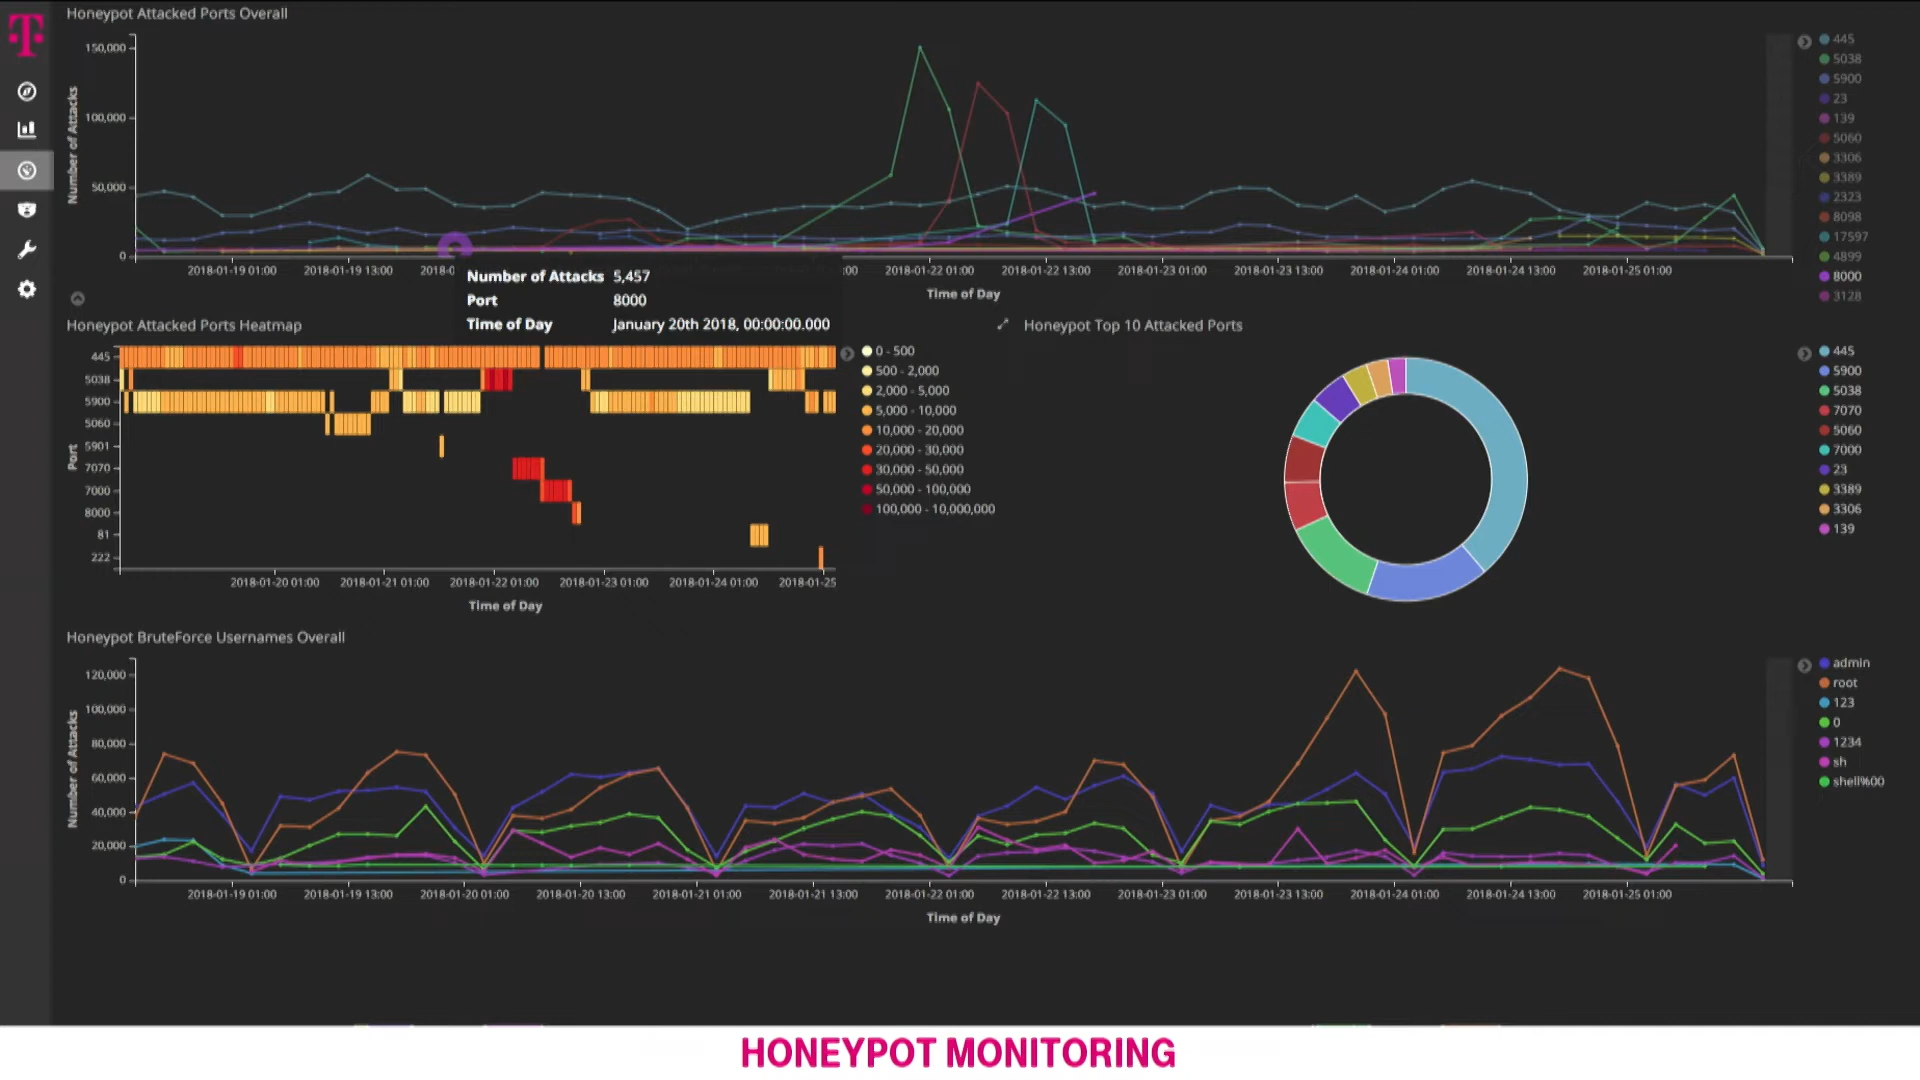 Honeypot Attacked Ports Overall
T
150,000
100,000
50,000
0
Number of Attacks
2018-01-19 01:00
2018-01-19 13:00
2018-0
:00
2018-01-22 01:00
2018-01-22 13:00
2018-01-23 01:00
2018-01-23 13:00
2018-01-24 01:00
2018-01-24 13:00
2018-01-25 01:00
Time of Day
445
5038
5900
23
139
5060
3306
3389
2323
8098
17597
4899
8000
3128
Number of Attacks 5,457
Port 8000
Time of Day January 20th 2018, 00:00:00.000
Honeypot Attacked Ports Heatmap
Port
445
5038
5900
5060
5901
7070
7000
8000
81
222
2018-01-20 01:00
2018-01-21 01:00
2018-01-22 01:00
2018-01-23 01:00
2018-01-24 01:00
2018-01-25
Time of Day
0 - 500
500 - 2,000
2,000 - 5,000
5,000 - 10,000
10,000 - 20,000
20,000 - 30,000
30,000 - 50,000
50,000 - 100,000
100,000 - 10,000,000
Honeypot Top 10 Attacked Ports
445
5900
5038
7070
5060
7000
23
3389
3306
139
Honeypot BruteForce Usernames Overall
Number of Attacks
120,000
100,000
80,000
60,000
40,000
20,000
0
2018-01-19 01:00
2018-01-19 13:00
2018-01-20 01:00
2018-01-20 13:00
2018-01-21 01:00
2018-01-21 13:00
2018-01-22 01:00
2018-01-22 13:00
2018-01-23 01:00
2018-01-23 13:00
2018-01-24 01:00
2018-01-24 13:00
2018-01-25 01:00
Time of Day
admin
root
123
0
1234
sh
shell%00
HONEYPOT MONITORING